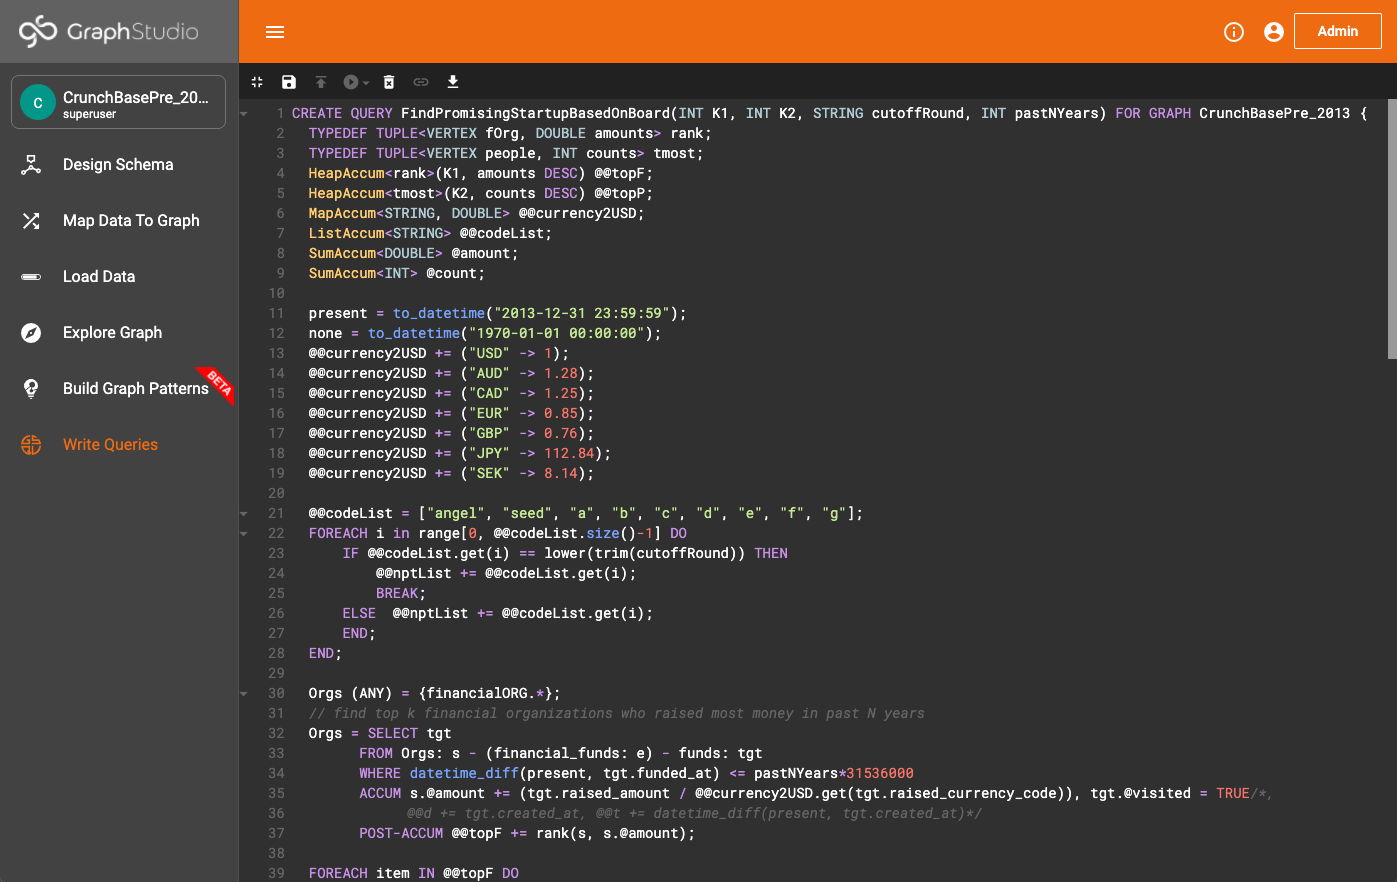 GraphStudio
Admin
C
CrunchBasePre_20...
superuser
Design Schema
Map Data To Graph
Load Data
Explore Graph
Build Graph Patterns
BETA
Write Queries
1 CREATE QUERY FindPromisingStartupBasedOnBoard(INT K1, INT K2, STRING cutoffRound, INT pastNYears) FOR GRAPH CrunchBasePre_2013 {
2 TYPEDEF TUPLE<VERTEX fOrg, DOUBLE amounts> rank;
3 TYPEDEF TUPLE<VERTEX people, INT counts> tmost;
4 HeapAccum<rank>(K1, amounts DESC) @@topF;
5 HeapAccum<tmost>(K2, counts DESC) @@topP;
6 MapAccum<STRING, DOUBLE> @@currency2USD;
7 ListAccum<STRING> @@codeList;
8 SumAccum<DOUBLE> @amount;
9 SumAccum<INT> @count;
10
11 present = to_datetime("2013-12-31 23:59:59");
12 none = to_datetime("1970-01-01 00:00:00");
13 @@currency2USD += ("USD" -> 1);
14 @@currency2USD += ("AUD" -> 1.28);
15 @@currency2USD += ("CAD" -> 1.25);
16 @@currency2USD += ("EUR" -> 0.85);
17 @@currency2USD += ("GBP" -> 0.76);
18 @@currency2USD += ("JPY" -> 112.84);
19 @@currency2USD += ("SEK" -> 8.14);
20
21 @@codeList = ["angel", "seed", "a", "b", "c", "d", "e", "f", "g"];
22 FOREACH i in range[0, @@codeList.size()-1] DO
23 IF @@codeList.get(i) == lower(trim(cutoffRound)) THEN
24 @@nptList += @@codeList.get(i);
25 BREAK;
26 ELSE @@nptList += @@codeList.get(i);
27 END;
28 END;
29
30 Orgs (ANY) = {financialORG.*};
31 // find top k financial organizations who raised most money in past N years
32 Orgs = SELECT tgt
33 FROM Orgs: s - (financial_funds: e) - funds: tgt
34 WHERE datetime_diff(present, tgt.funded_at) <= pastNYears*31536000
35 ACCUM s.@amount += (tgt.raised_amount / @@currency2USD.get(tgt.raised_currency_code)), tgt.@visited = TRUE/*,
36 @@d += tgt.created_at, @@t += datetime_diff(present, tgt.created_at)*/
37 POST-ACCUM @@topF += rank(s, s.@amount);
38
39 FOREACH item IN @@topF DO